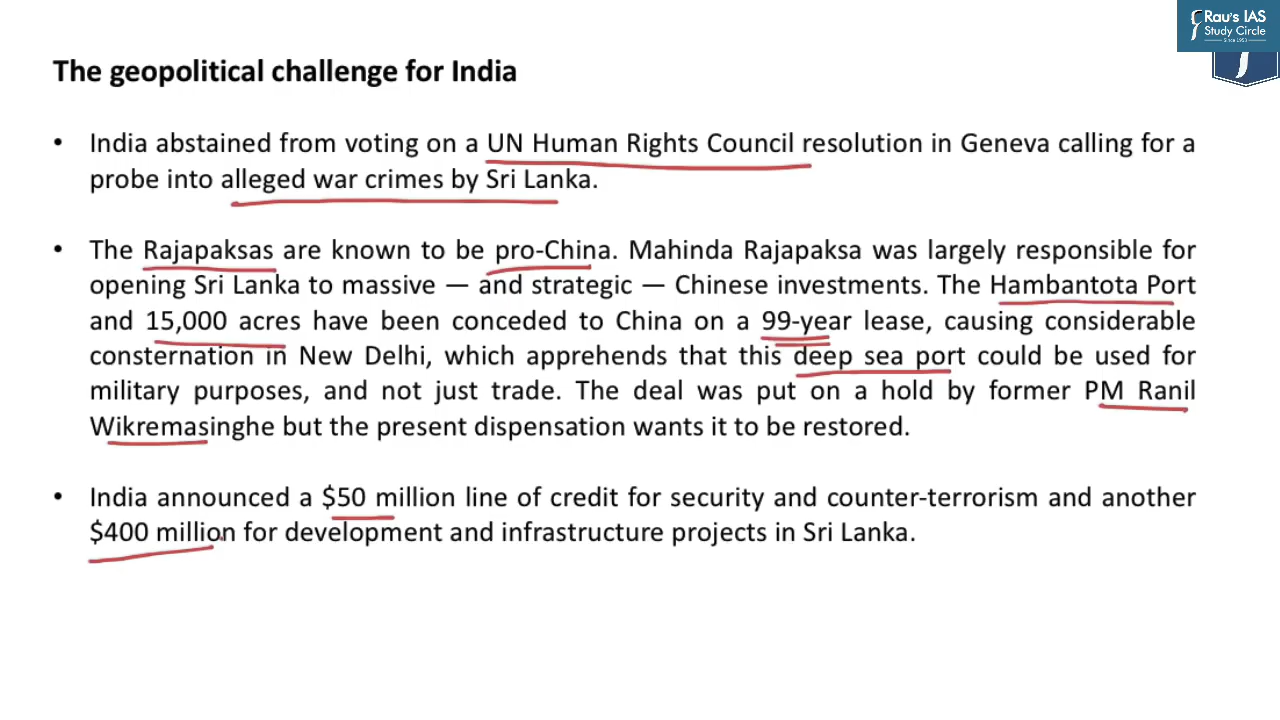 Rau's IAS
Study Circle
Since 1953
The geopolitical challenge for India
• India abstained from voting on a UN Human Rights Council resolution in Geneva calling for a
probe into alleged war crimes by Sri Lanka.
• The Rajapaksas are known to be pro-China. Mahinda Rajapaksa was largely responsible for
opening Sri Lanka to massive — and strategic — Chinese investments. The Hambantota Port
and 15,000 acres have been conceded to China on a 99-year lease, causing considerable
consternation in New Delhi, which apprehends that this deep sea port could be used for
military purposes, and not just trade. The deal was put on a hold by former PM Ranil
Wikremasinghe but the present dispensation wants it to be restored.
• India announced a $50 million line of credit for security and counter-terrorism and another
$400 million for development and infrastructure projects in Sri Lanka.